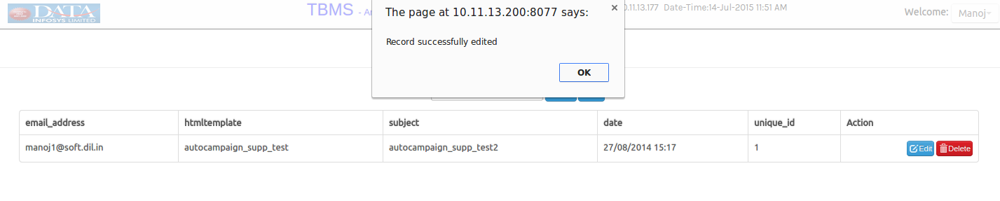 DATA
INFOSYS LIMITED
TBMS - A
The page at 10.11.13.200:8077 says:
0.11.13.177 Date-Time:14-Jul-2015 11:51 AM
Welcome: Manoj
Record successfully edited
OK
email_address htmltemplate subject date unique_id Action
manoj1@soft.dil.in autocampaign_supp_test autocampaign_supp_test2 27/08/2014 15:17 1 Edit Delete